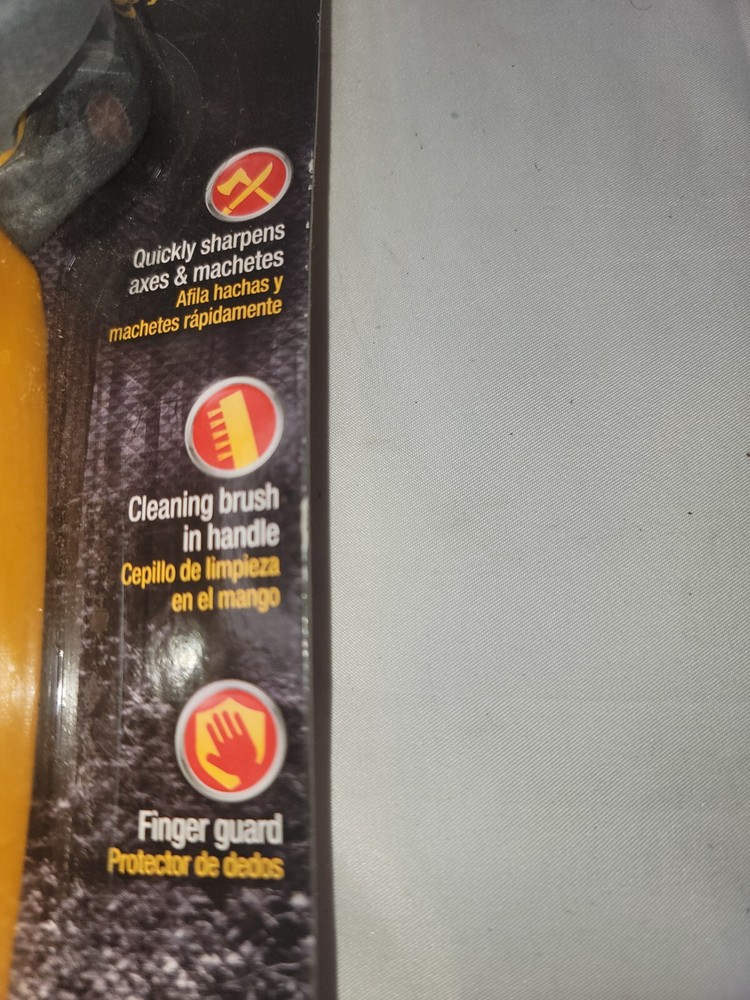 Quickly sharpens
axes & machetes
Afila hachas y
machetes rápidamente
Cleaning brush
in handle
Cepillo de limpieza
en el mango
Finger guard
Protector de dedos